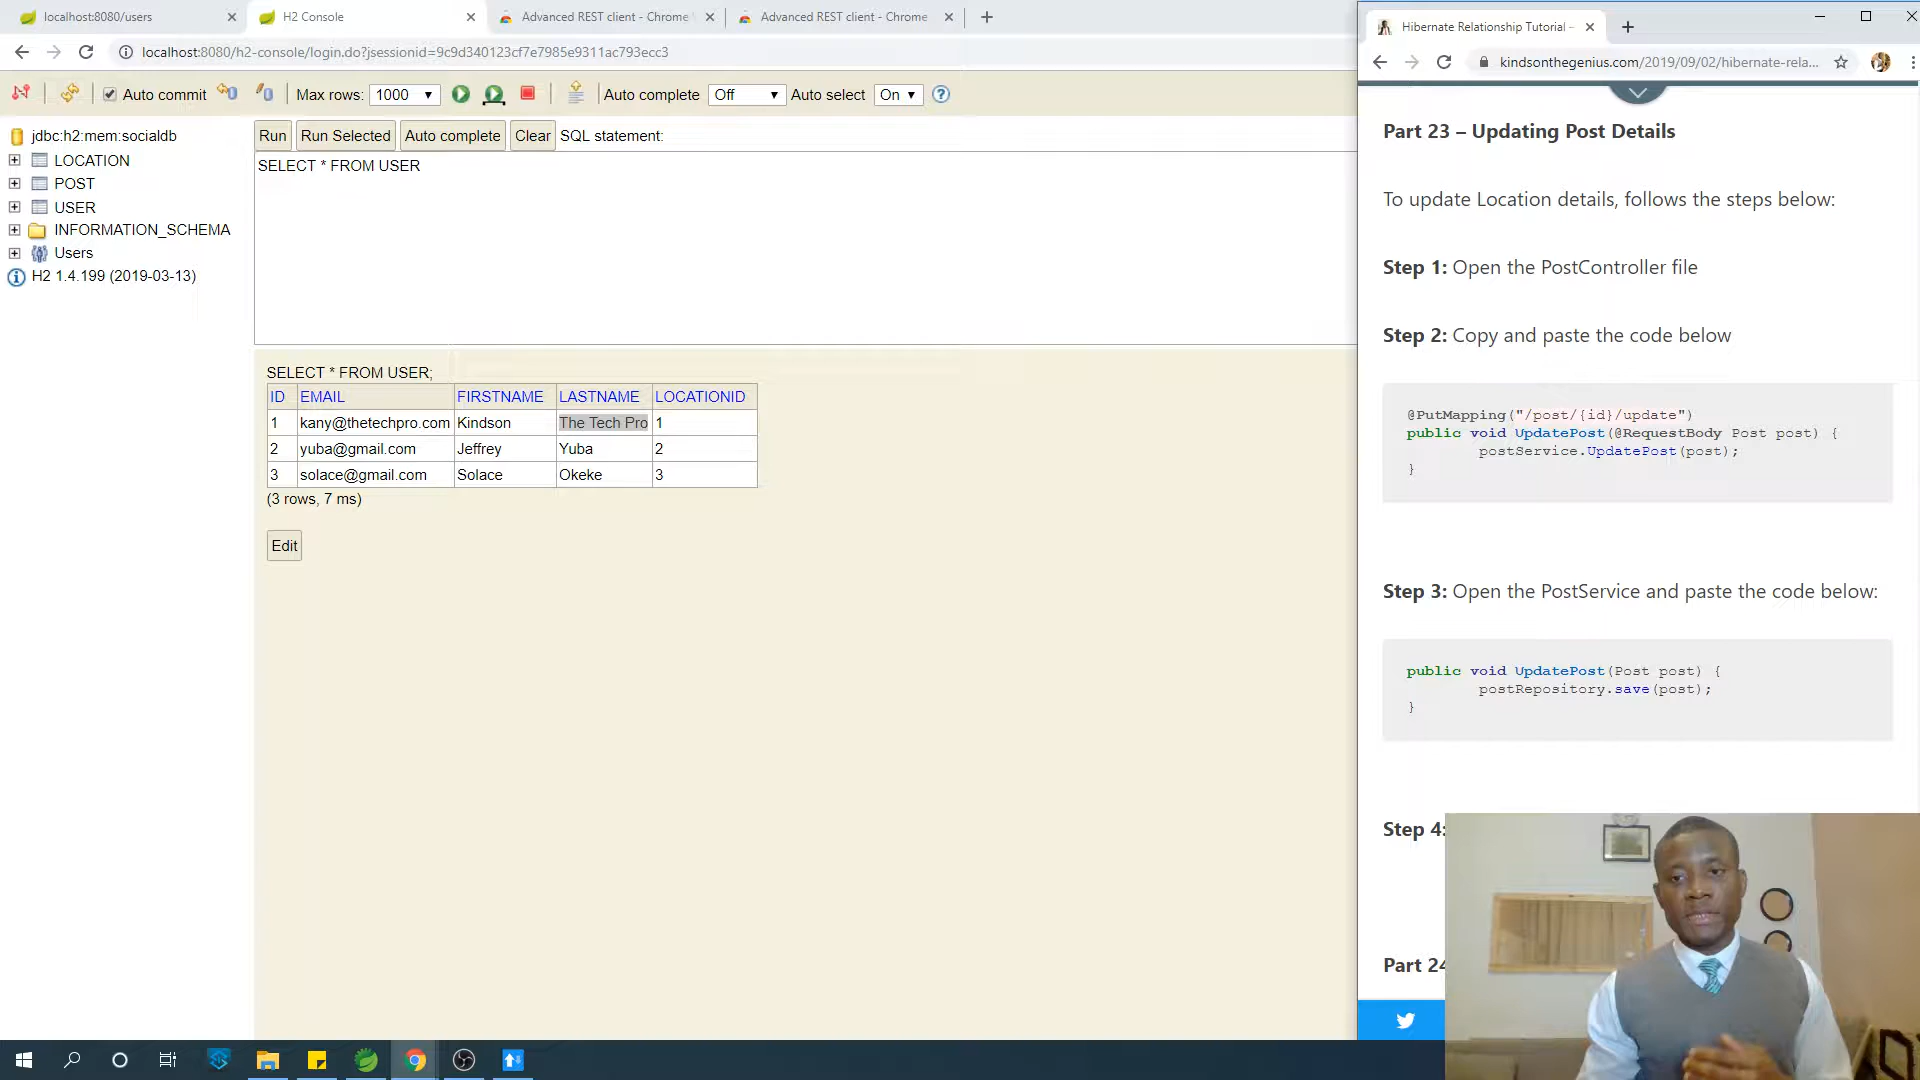 localhost:8080/users
H2 Console
Advanced REST client - Chrome
Advanced REST client - Chrome
localhost:8080/h2-console/login.do?jsessionid=9c9d340123cf7e7985e9311ac793ecc3
Auto commit
Max rows: 1000
Auto complete Off
Auto select On
jdbc:h2:mem:socialdb
LOCATION
POST
USER
INFORMATION_SCHEMA
Users
H2 1.4.199 (2019-03-13)
Run Run Selected Auto complete Clear SQL statement:
SELECT * FROM USER
SELECT * FROM USER;
ID EMAIL FIRSTNAME LASTNAME LOCATIONID
1 kany@thetechpro.com Kindson The Tech Pro 1
2 yuba@gmail.com Jeffrey Yuba 2
3 solace@gmail.com Solace Okeke 3
(3 rows, 7 ms)
Edit
Hibernate Relationship Tutorial –
kindsonthegenius.com/2019/09/02/hibernate-rela...
Part 23 – Updating Post Details
To update Location details, follows the steps below:
Step 1: Open the PostController file
Step 2: Copy and paste the code below
@PutMapping("/post/{id}/update")
public void UpdatePost(@RequestBody Post post) {
postService.UpdatePost(post);
}
Step 3: Open the PostService and paste the code below:
public void UpdatePost(Post post) {
postRepository.save(post);
}
Step 4:
Part 24